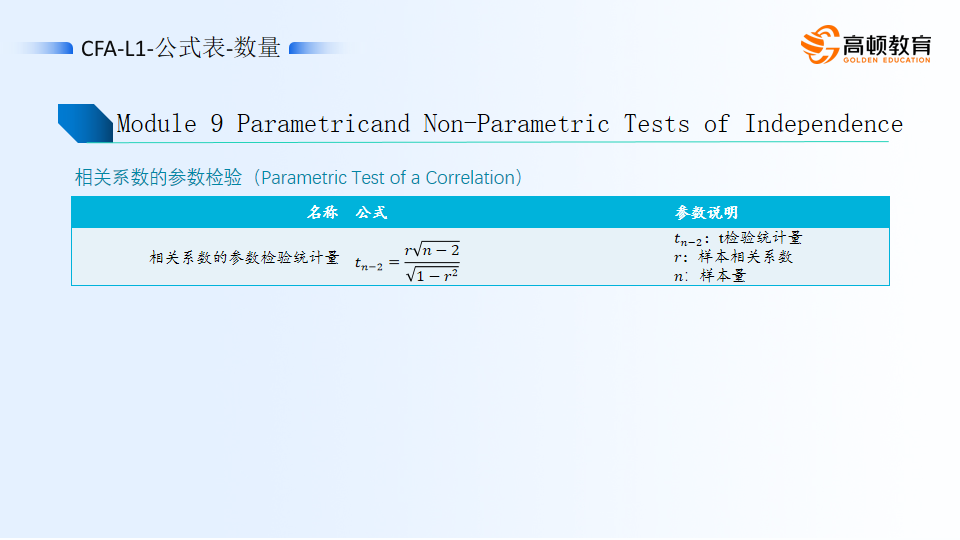 CFA-L1-公式表-数量
高顿教育
GOLDEN EDUCATION
Module 9 Parametricand Non-Parametric Tests of Independence
相关系数的参数检验（Parametric Test of a Correlation）
名称 公式 参数说明
相关系数的参数检验统计量 tₙ₋₂ = r√(n − 2) / √(1 − r²)
tₙ₋₂：t检验统计量
r：样本相关系数
n：样本量